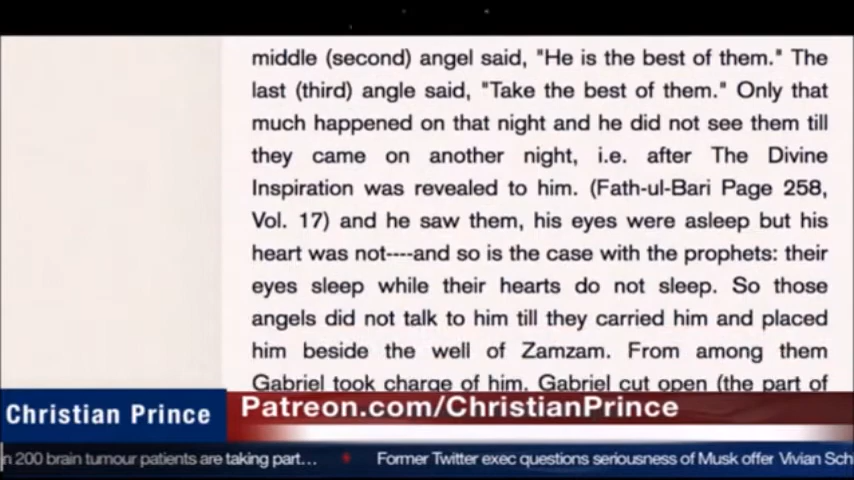 middle (second) angel said, "He is the best of them." The
last (third) angle said, "Take the best of them." Only that
much happened on that night and he did not see them till
they came on another night, i.e. after The Divine
Inspiration was revealed to him. (Fath-ul-Bari Page 258,
Vol. 17) and he saw them, his eyes were asleep but his
heart was not----and so is the case with the prophets: their
eyes sleep while their hearts do not sleep. So those
angels did not talk to him till they carried him and placed
him beside the well of Zamzam. From among them
Gabriel took charge of him. Gabriel cut open (the part of
Christian Prince
Patreon.com/ChristianPrince
n 200 brain tumour patients are taking part...
Former Twitter exec questions seriousness of Musk offer Vivian Sch